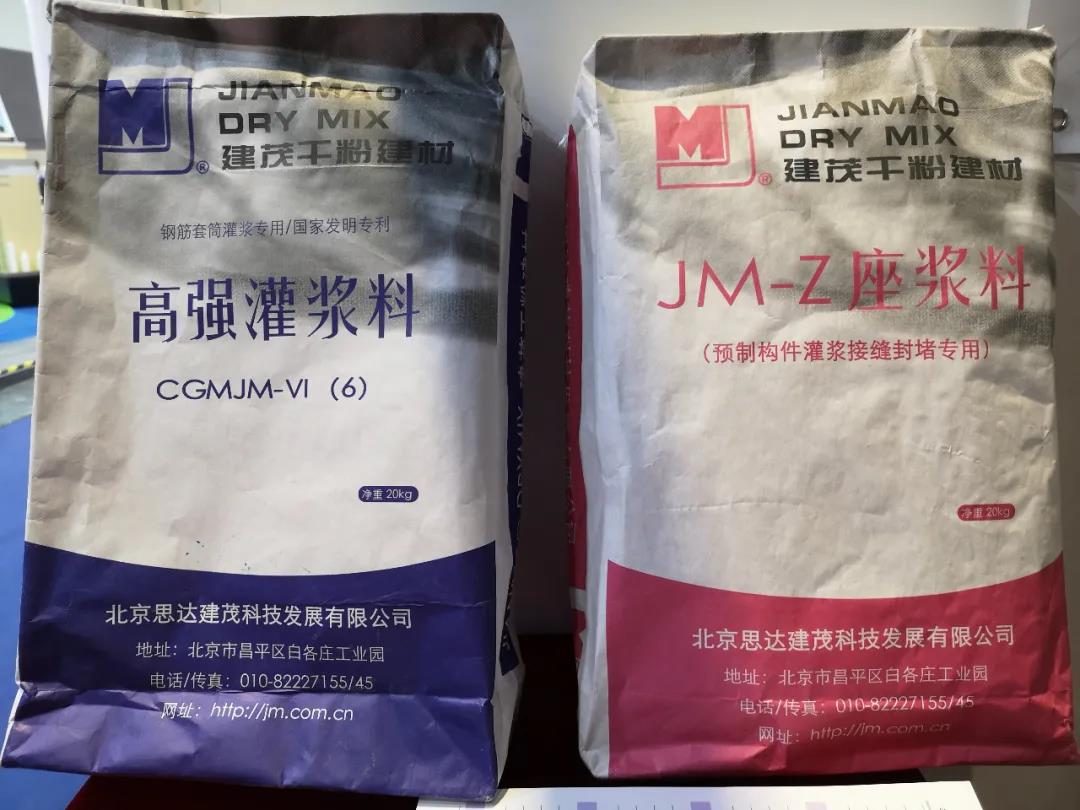 MJ
®
JIANMAO
DRY MIX
建茂干粉建材
钢筋套筒灌浆专用/国家发明专利
高强灌浆料
CGMJM-VI (6)
净重 20kg
北京思达建茂科技发展有限公司
地址：北京市昌平区白各庄工业园
电话/传真：010-82227155/45
网址：http://jm.com.cn
MJ
®
JIANMAO
DRY MIX
建茂干粉建材
JM-Z 座浆料
（预制构件灌浆接缝封堵专用）
净重 20kg
北京思达建茂科技发展有限公司
地址：北京市昌平区白各庄工业园
电话/传真：010-82227155/45
网址：http://jm.com.cn